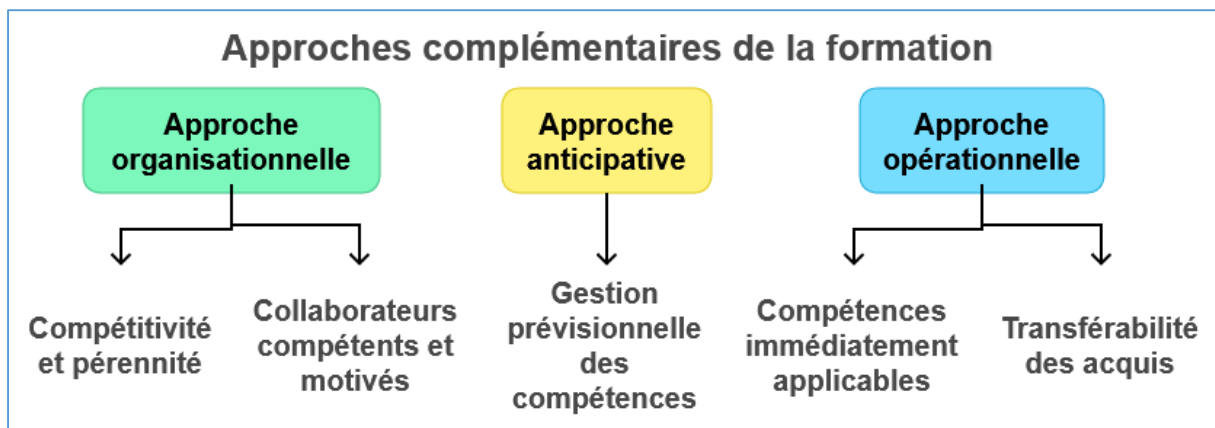 Approches complémentaires de la formation
Approche
organisationnelle
Approche
anticipative
Approche
opérationnelle
Compétitivité
et pérennité
Collaborateurs
compétents et
motivés
Gestion
prévisionnelle
des
compétences
Compétences
immédiatement
applicables
Transférabilité
des acquis